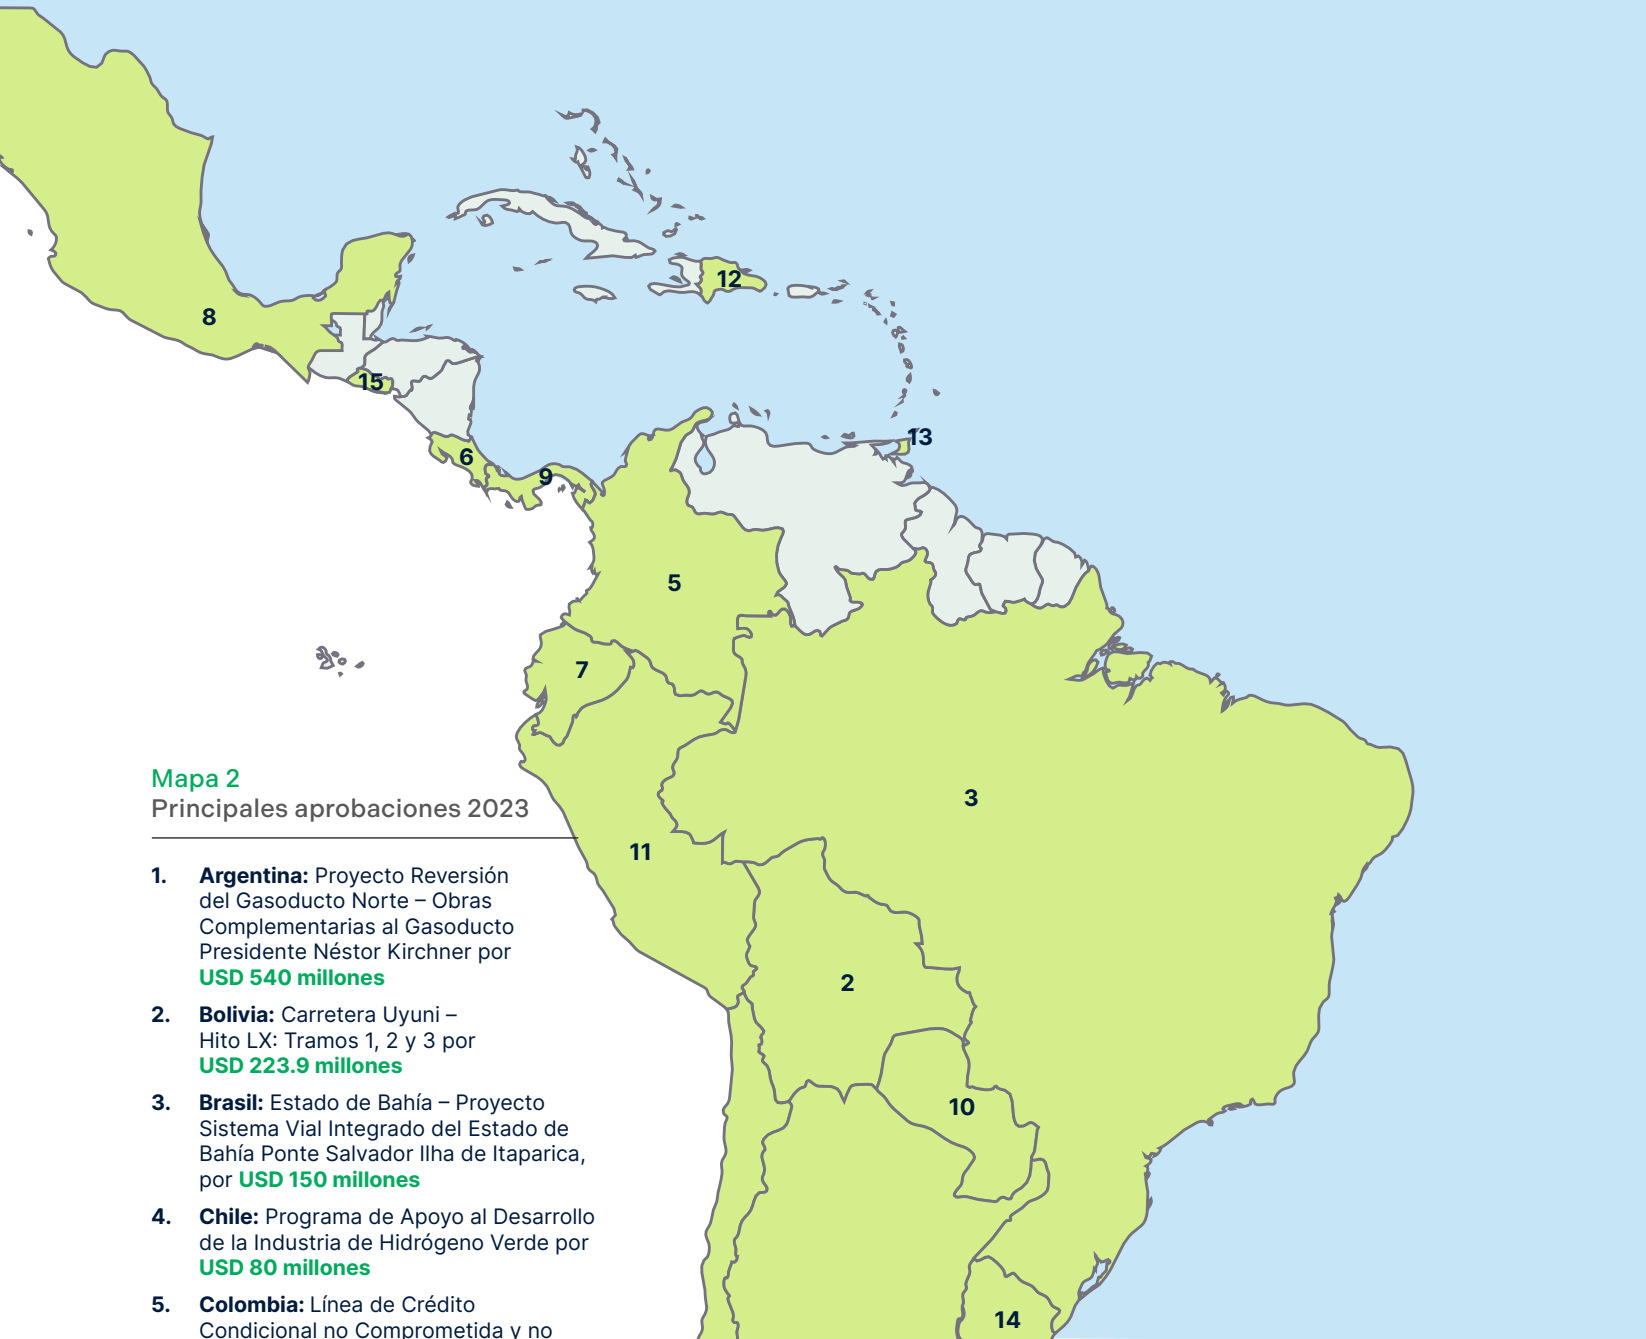 12
8
15
13
6
9
5
7
Mapa 2
Principales aprobaciones 2023
3
11
1. Argentina: Proyecto Reversión
del Gasoducto Norte – Obras
Complementarias al Gasoducto
Presidente Néstor Kirchner por
USD 540 millones
2
2. Bolivia: Carretera Uyuni –
Hito LX: Tramos 1, 2 y 3 por
USD 223.9 millones
10
3. Brasil: Estado de Bahía – Proyecto
Sistema Vial Integrado del Estado de
Bahía Ponte Salvador Ilha de Itaparica,
por USD 150 millones
4. Chile: Programa de Apoyo al Desarrollo
de la Industria de Hidrógeno Verde por
USD 80 millones
5. Colombia: Línea de Crédito
Condicional no Comprometida y no
14